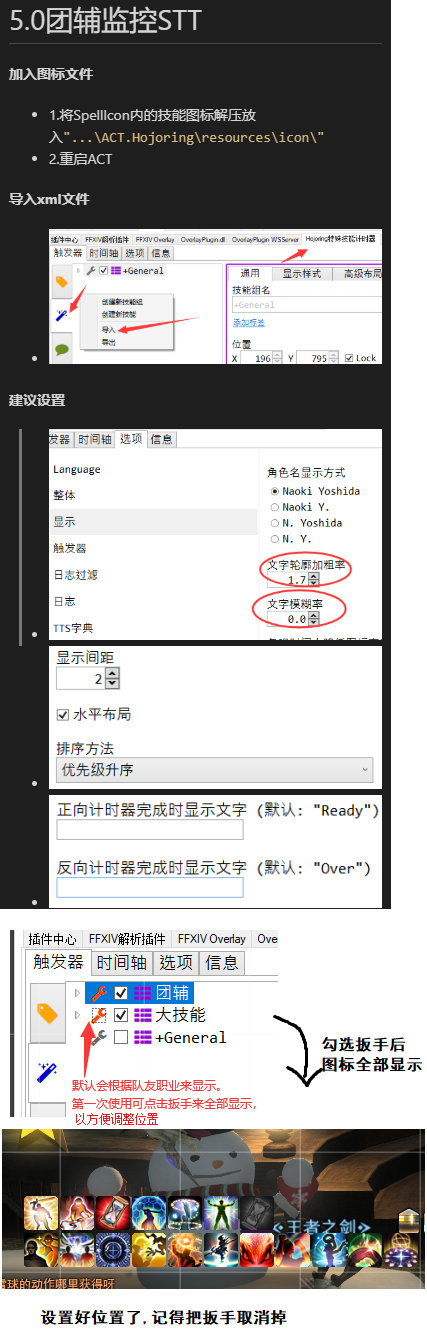 5.0团辅监控STT
加入图标文件
1.将SpellIcon内的技能图标解压放
入"...\ACT.Hojoring\resources\icon\"
2.重启ACT
导入xml文件
插件中心 FFXIV解析插件 FFXIV Overlay OverlayPlugin.dll OverlayPlugin WSServer Hojoring特殊技能计时器
触发器 时间轴 选项 信息
+General
创建新技能组
创建新技能
导入
导出
通用 显示样式 高级布局
技能组名
+General
添加标签
位置
X 196 Y 795 Lock
建议设置
发器 时间轴 选项 信息
Language
整体
显示
触发器
日志过滤
日志
TTS字典
角色名显示方式
Naoki Yoshida
Naoki Y.
N. Yoshida
N. Y.
文字轮廓加粗率
1.7
文字模糊率
0.0
显示间距
2
水平布局
排序方法
优先级升序
正向计时器完成时显示文字 (默认: "Ready")
反向计时器完成时显示文字 (默认: "Over")
插件中心 FFXIV解析插件 FFXIV Overlay Ove
触发器 时间轴 选项 信息
团辅
大技能
+General
默认会根据队友职业来显示。
第一次使用可点击扳手来全部显示,
以方便调整位置
勾选扳手后
图标全部显示
《王者之剑》
雪球的动作哪里获得呀
设置好位置了,记得把扳手取消掉